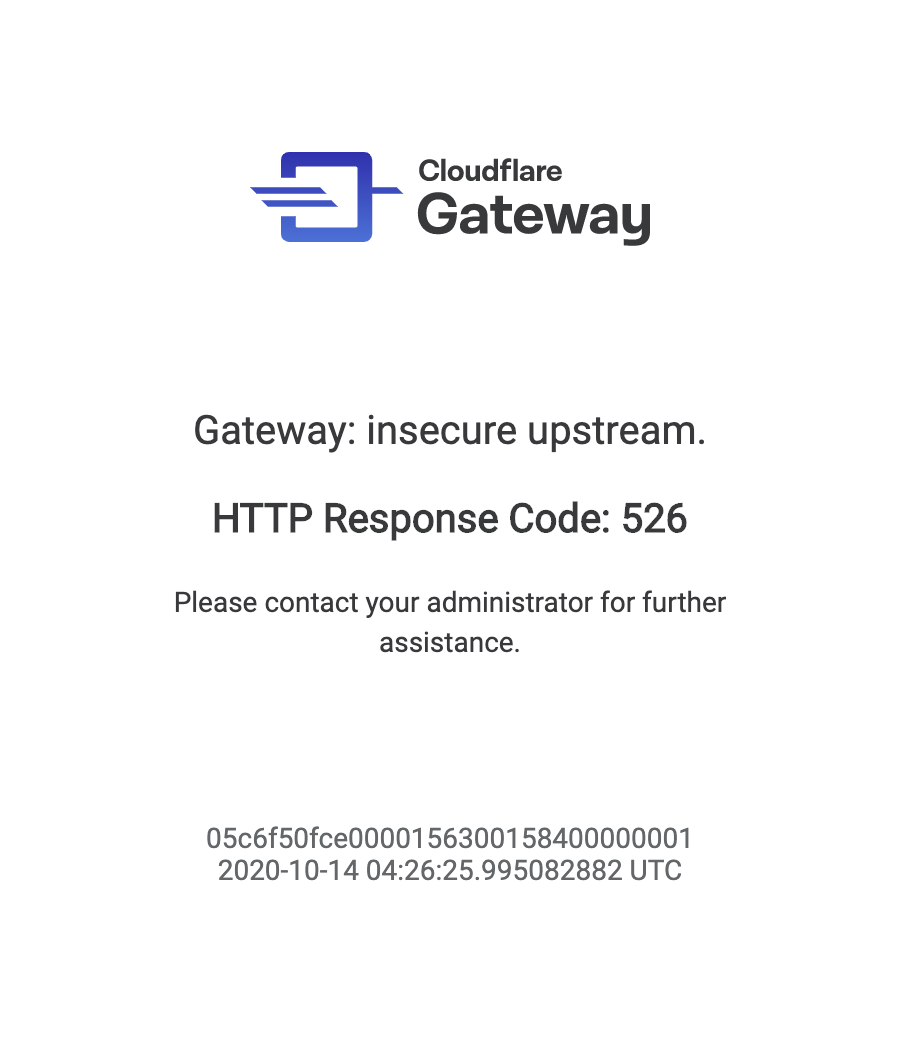 Cloudflare
Gateway
Gateway: insecure upstream.
HTTP Response Code: 526
Please contact your administrator for further
assistance.
05c6f50fce0000156300158400000001
2020-10-14 04:26:25.995082882 UTC